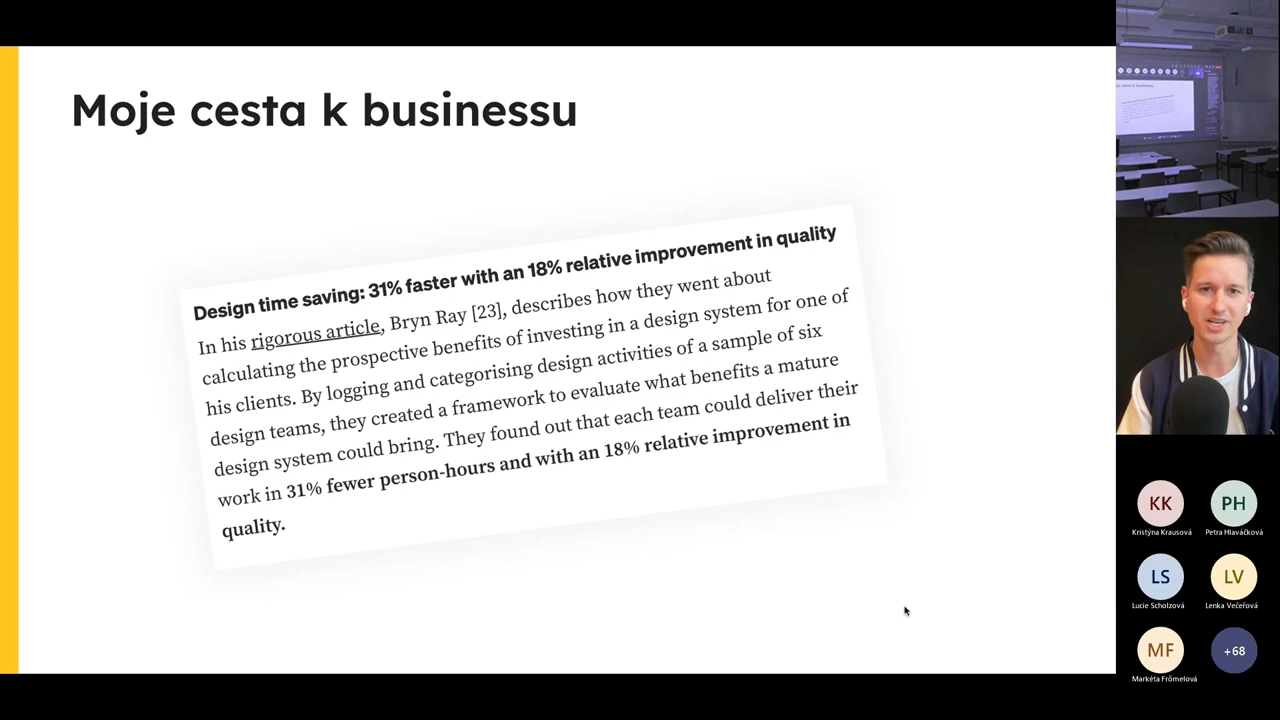 Moje cesta k businessu
Design time saving: 31% faster with an 18% relative improvement in quality
In his rigorous article, Bryn Ray [23], describes how they went about
calculating the prospective benefits of investing in a design system for one of
his clients. By logging and categorising design activities of a sample of six
design teams, they created a framework to evaluate what benefits a mature
design system could bring. They found out that each team could deliver their
work in 31% fewer person-hours and with an 18% relative improvement in
quality.
KK
PH
Kristýna Krausová
Petra Hlaváčková
LS
LV
Lucie Scholzová
Lenka Večeřová
MF
+68
Markéta Frömelová